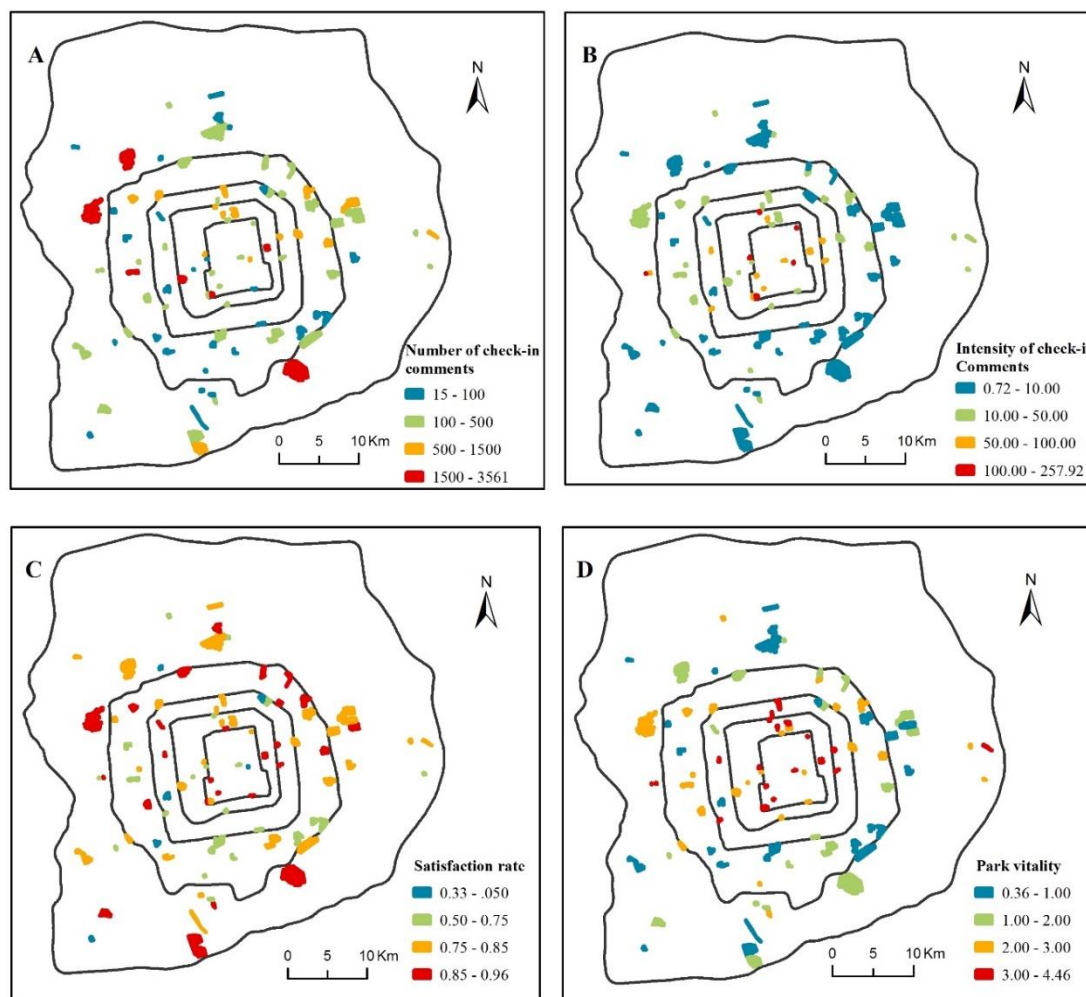 A
N
Number of check-in
comments
15 - 100
100 - 500
500 - 1500
1500 - 3561
0 5 10 Km
B
N
Intensity of check-i
Comments
0.72 - 10.00
10.00 - 50.00
50.00 - 100.00
100.00 - 257.92
0 5 10 Km
C
N
Satisfaction rate
0.33 - .050
0.50 - 0.75
0.75 - 0.85
0.85 - 0.96
0 5 10 Km
D
N
Park vitality
0.36 - 1.00
1.00 - 2.00
2.00 - 3.00
3.00 - 4.46
0 5 10 Km